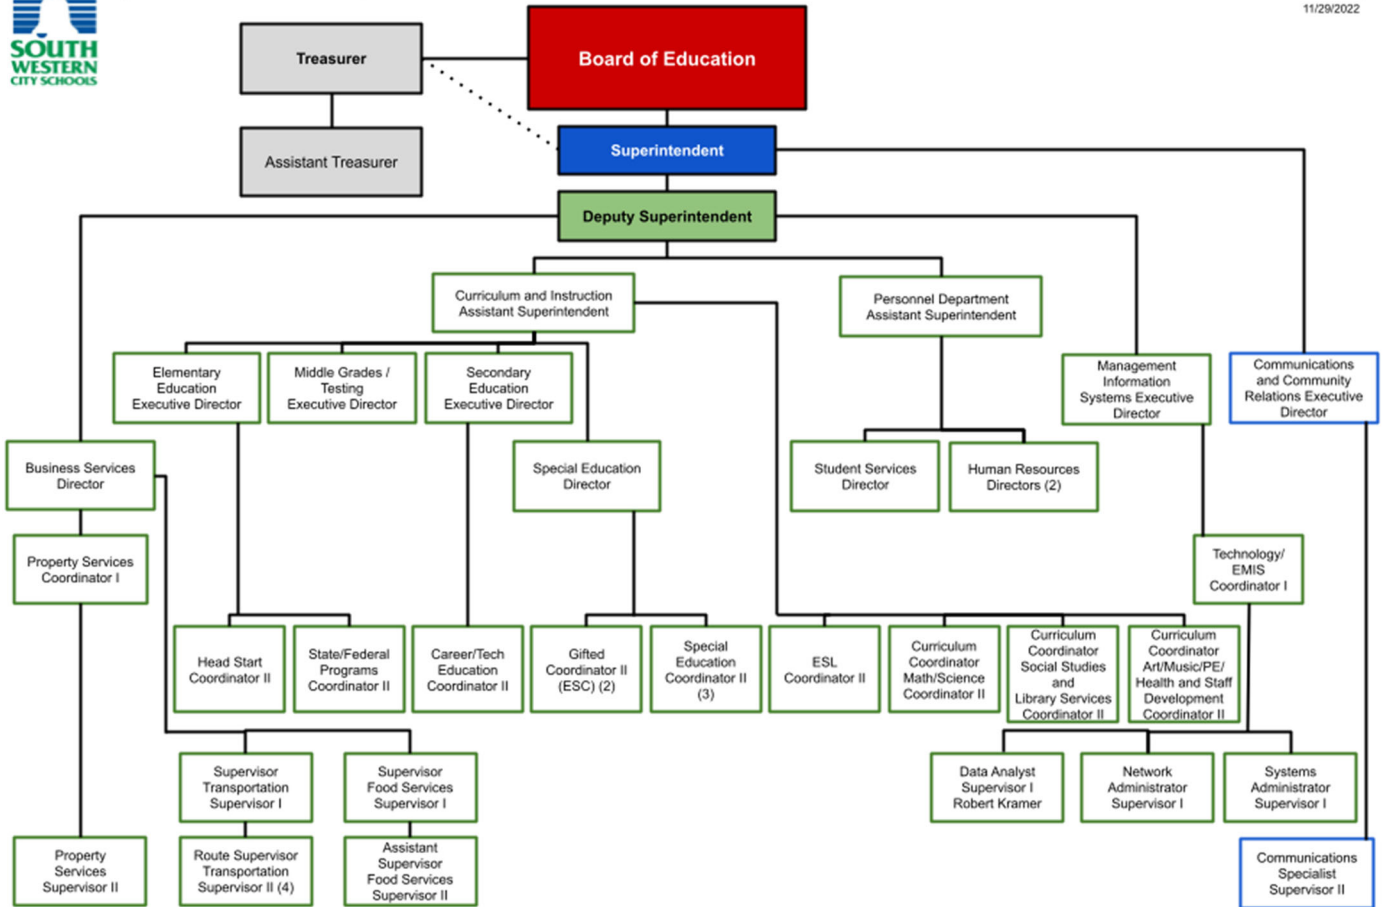 11/29/2022
SOUTH
WESTERN
CITY SCHOOLS
Treasurer
Board of Education
Assistant Treasurer
Superintendent
Deputy Superintendent
Curriculum and Instruction
Assistant Superintendent
Personnel Department
Assistant Superintendent
Elementary
Education
Executive Director
Middle Grades /
Testing
Executive Director
Secondary
Education
Executive Director
Management
Information
Systems Executive
Director
Communications
and Community
Relations Executive
Director
Business Services
Director
Special Education
Director
Student Services
Director
Human Resources
Directors (2)
Property Services
Coordinator I
Technology/
EMIS
Coordinator I
Head Start
Coordinator II
State/Federal
Programs
Coordinator II
Career/Tech
Education
Coordinator II
Gifted
Coordinator II
(ESC) (2)
Special
Education
Coordinator II
(3)
ESL
Coordinator II
Curriculum
Coordinator
Math/Science
Coordinator II
Curriculum
Coordinator
Social Studies
and
Library Services
Coordinator II
Curriculum
Coordinator
Art/Music/PE/
Health and Staff
Development
Coordinator II
Supervisor
Transportation
Supervisor I
Supervisor
Food Services
Supervisor I
Data Analyst
Supervisor I
Robert Kramer
Network
Administrator
Supervisor I
Systems
Administrator
Supervisor I
Property
Services
Supervisor II
Route Supervisor
Transportation
Supervisor II (4)
Assistant
Supervisor
Food Services
Supervisor II
Communications
Specialist
Supervisor II